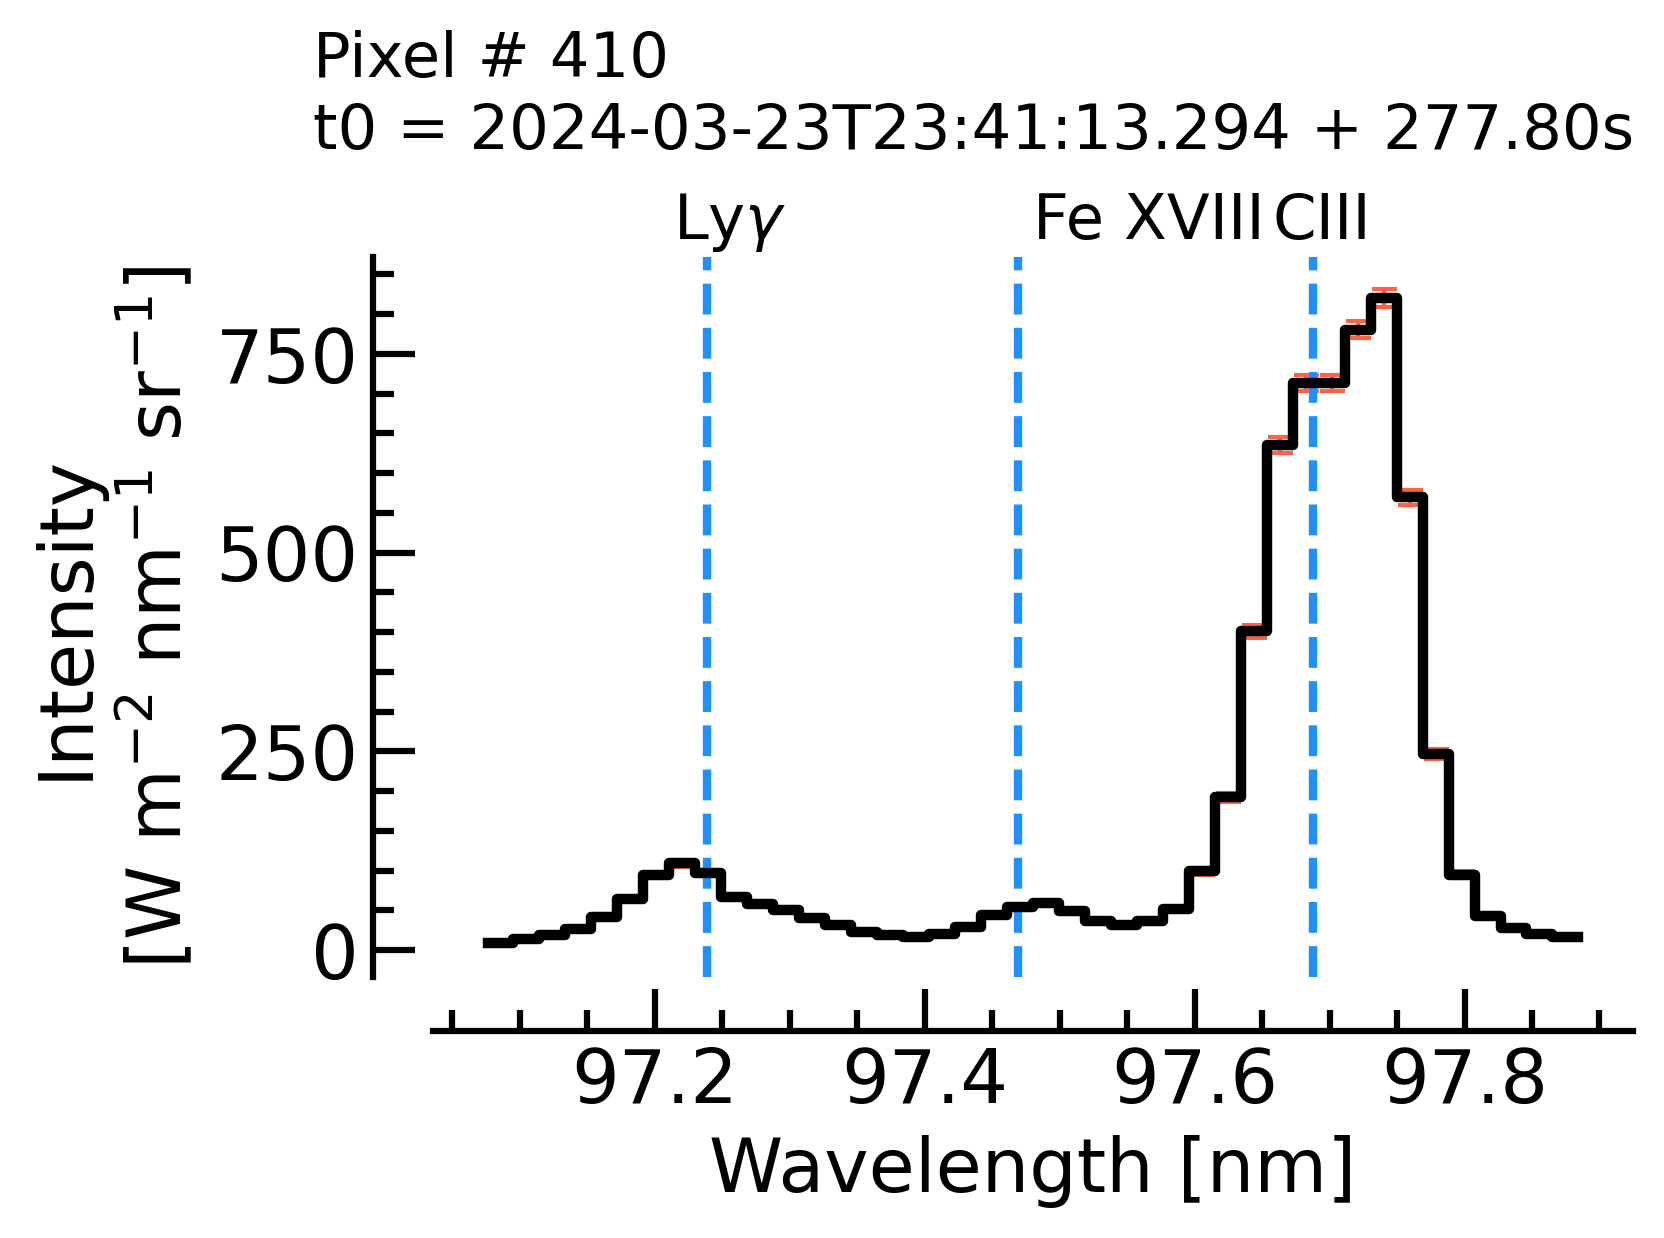 Pixel # 410
t0 = 2024-03-23T23:41:13.294 + 277.80s
Lyγ Fe XVIII CIII
Intensity
[W m⁻² nm⁻¹ sr⁻¹]
750
500
250
0
97.2 97.4 97.6 97.8
Wavelength [nm]